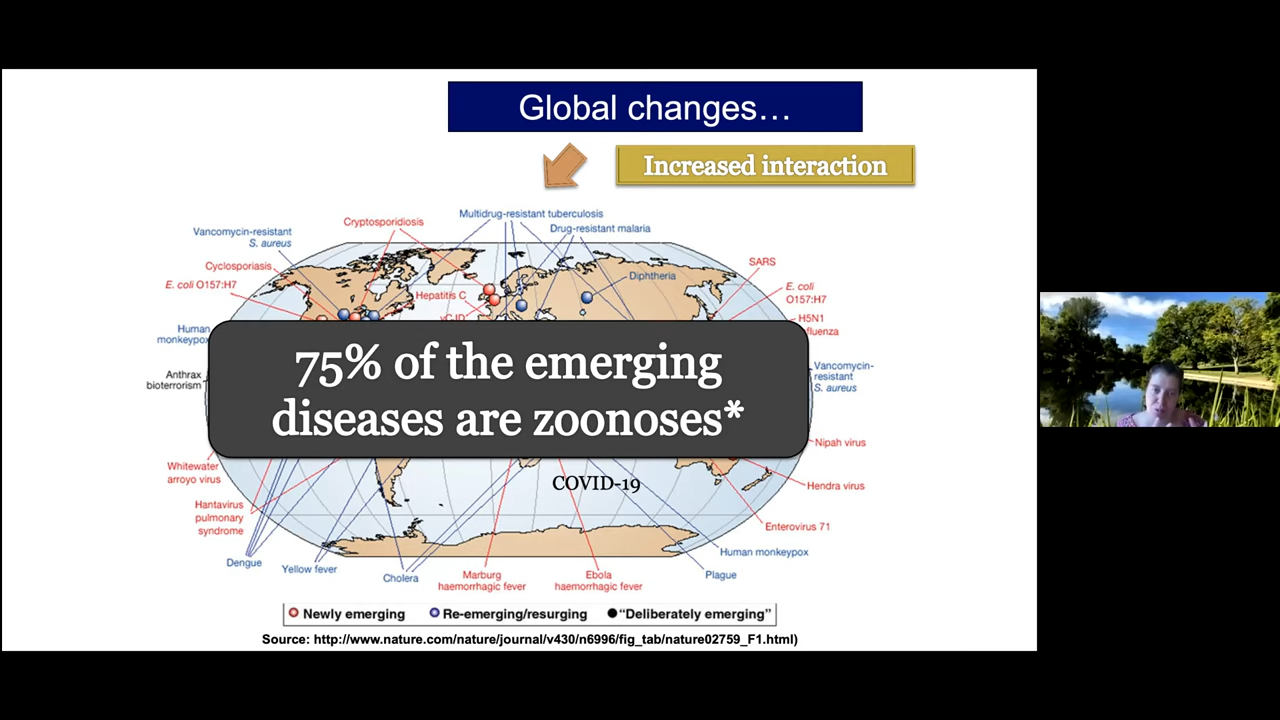 Global changes…
Increased interaction
Multidrug-resistant tuberculosis
Cryptosporidiosis
Drug-resistant malaria
Vancomycin-resistant
S. aureus
Cyclosporiasis
SARS
Diphtheria
E. coli O157:H7
E. coli
O157:H7
Hepatitis C
vCJD
H5N1
fluenza
Human
monkeypox
Anthrax
bioterrorism
75% of the emerging
diseases are zoonoses*
Vancomycin-
resistant
S. aureus
Nipah virus
Whitewater
arroyo virus
COVID-19
Hendra virus
Hantavirus
pulmonary
syndrome
Enterovirus 71
Human monkeypox
Dengue
Yellow fever
Cholera
Marburg
haemorrhagic fever
Ebola
haemorrhagic fever
Plague
Newly emerging
Re-emerging/resurging
“Deliberately emerging”
Source: http://www.nature.com/nature/journal/v430/n6996/fig_tab/nature02759_F1.html)